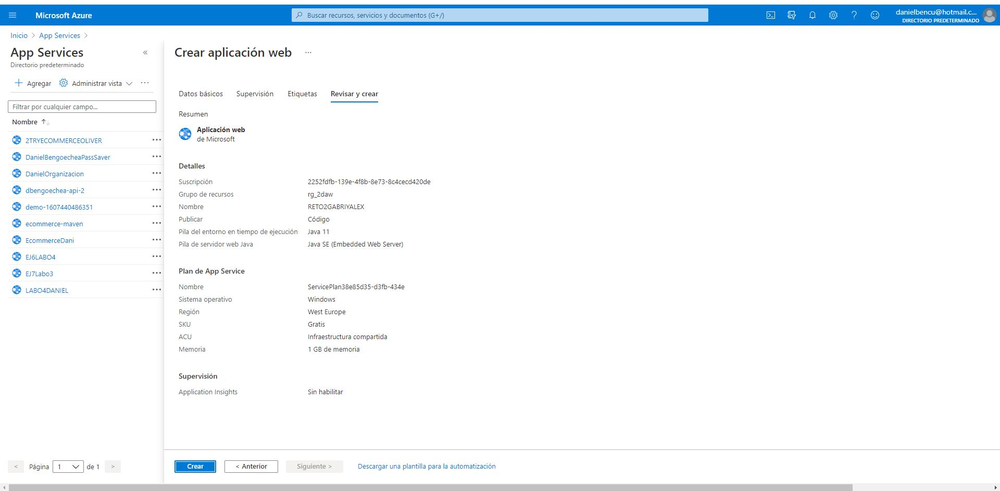 Microsoft Azure
Buscar recursos, servicios y documentos (G+/)
danielbencu@hotmail.c...
DIRECTORIO PREDETERMINADO
Inicio > App Services >
App Services «
Directorio predeterminado
+ Agregar Administrar vista ...
Filtrar por cualquier campo...
Nombre ↑↓
2TRYECOMMERCEOLIVER ...
DanielBengoecheaPassSaver ...
DanielOrganizacion ...
dbengoechea-api-2 ...
demo-1607440486351 ...
ecommerce-maven ...
EcommerceDani ...
EJ6LABO4 ...
EJ7Labo3 ...
LABO4DANIEL ...
< Página 1 de 1 >
Crear aplicación web ...
Datos básicos Supervisión Etiquetas Revisar y crear
Resumen
Aplicación web
de Microsoft
Detalles
Suscripción 2252fdfb-139e-4f8b-8e73-8c4cecd420de
Grupo de recursos rg_2daw
Nombre RETO2GABRIYALEX
Publicar Código
Pila del entorno en tiempo de ejecución Java 11
Pila de servidor web Java Java SE (Embedded Web Server)
Plan de App Service
Nombre ServicePlan38e85d35-d3fb-434e
Sistema operativo Windows
Región West Europe
SKU Gratis
ACU Infraestructura compartida
Memoria 1 GB de memoria
Supervisión
Application Insights Sin habilitar
Crear < Anterior Siguiente > Descargar una plantilla para la automatización